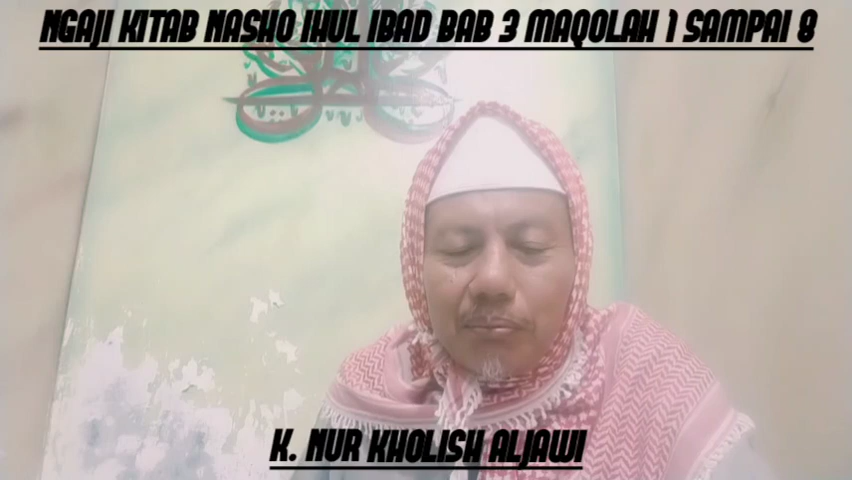 NGAJI KITAB NASHO IHUL IBAD BAB 3 MAQOLAH 1 SAMPAI 8
K. NUR KHOLISH ALJAWI